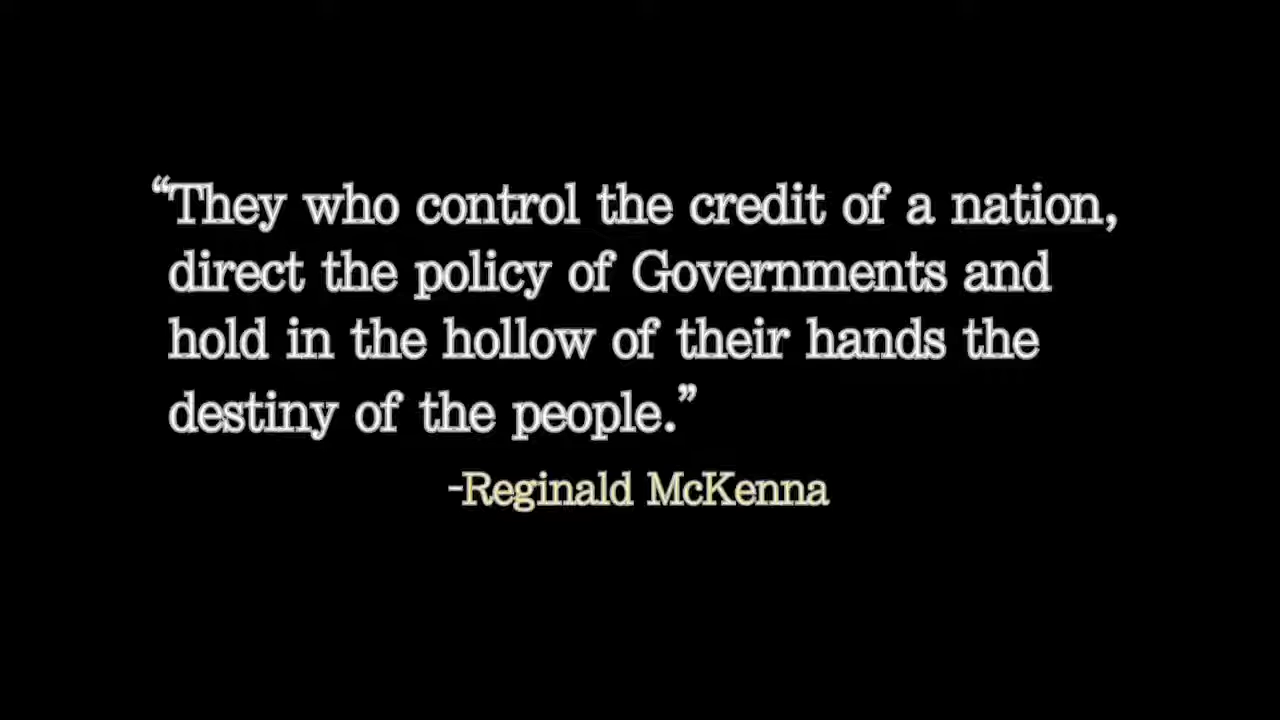 “They who control the credit of a nation,
direct the policy of Governments and
hold in the hollow of their hands the
destiny of the people.”
-Reginald McKenna